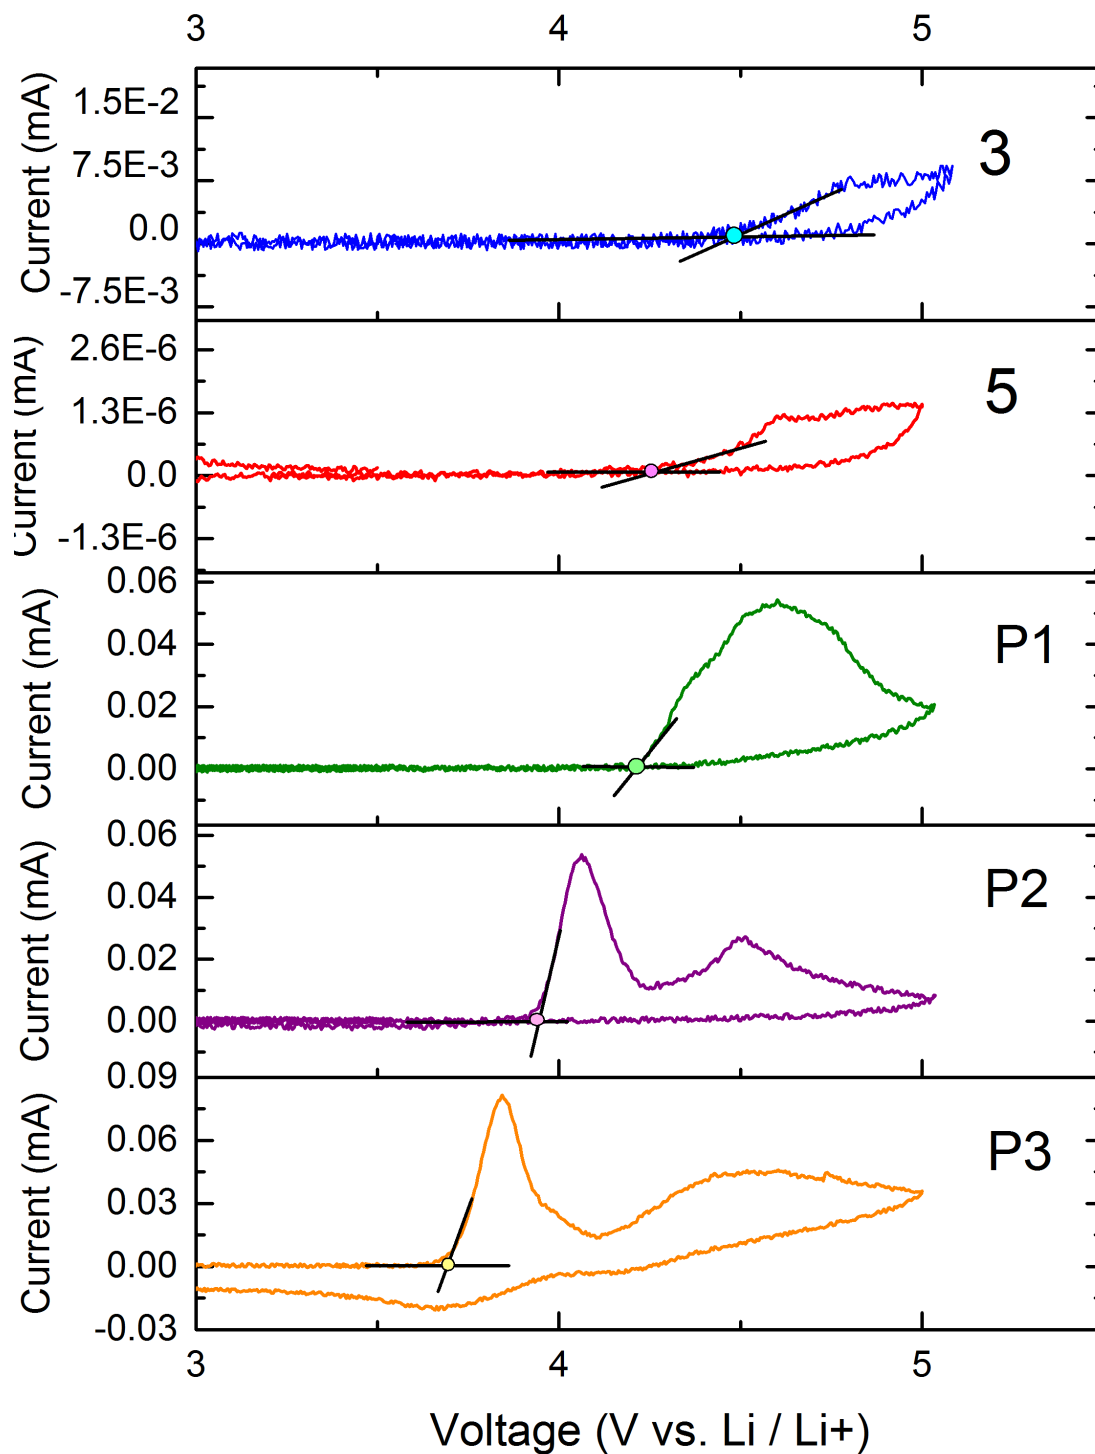 3 4 5
Current (mA)
1.5E-2
7.5E-3
0.0
-7.5E-3
3
Current (mA)
2.6E-6
1.3E-6
0.0
-1.3E-6
5
Current (mA)
0.06
0.04
0.02
0.00
P1
Current (mA)
0.06
0.04
0.02
0.00
P2
Current (mA)
0.09
0.06
0.03
0.00
-0.03
P3
3 4 5
Voltage (V vs. Li / Li+)